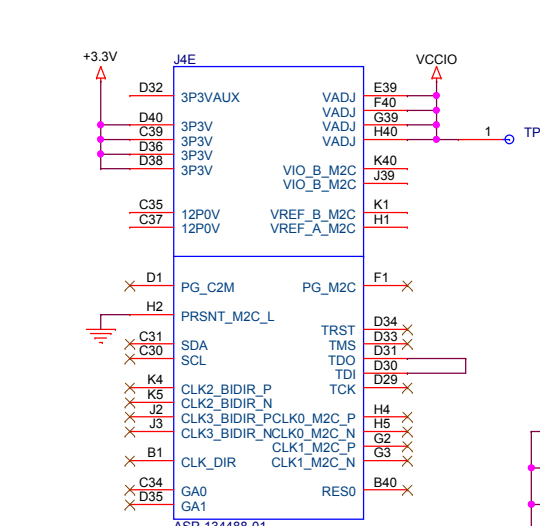 +3.3V
J4E
VCCIO
D32
3P3VAUX
VADJ
E39
VADJ
F40
D40
3P3V
VADJ
G39
C39
3P3V
VADJ
H40
1
TP
D36
3P3V
D38
3P3V
VIO_B_M2C
K40
VIO_B_M2C
J39
C35
12P0V
VREF_B_M2C
K1
C37
12P0V
VREF_A_M2C
H1
D1
PG_C2M
PG_M2C
F1
H2
PRSNT_M2C_L
TRST
D34
C31
SDA
TMS
D33
C30
SCL
TDO
D31
TDI
D30
K4
CLK2_BIDIR_P
TCK
D29
K5
CLK2_BIDIR_N
J2
CLK3_BIDIR_P
CLK0_M2C_P
H4
J3
CLK3_BIDIR_N
CLK0_M2C_N
H5
CLK1_M2C_P
G2
B1
CLK_DIR
CLK1_M2C_N
G3
C34
GA0
RES0
B40
D35
GA1
ASP-134488-01